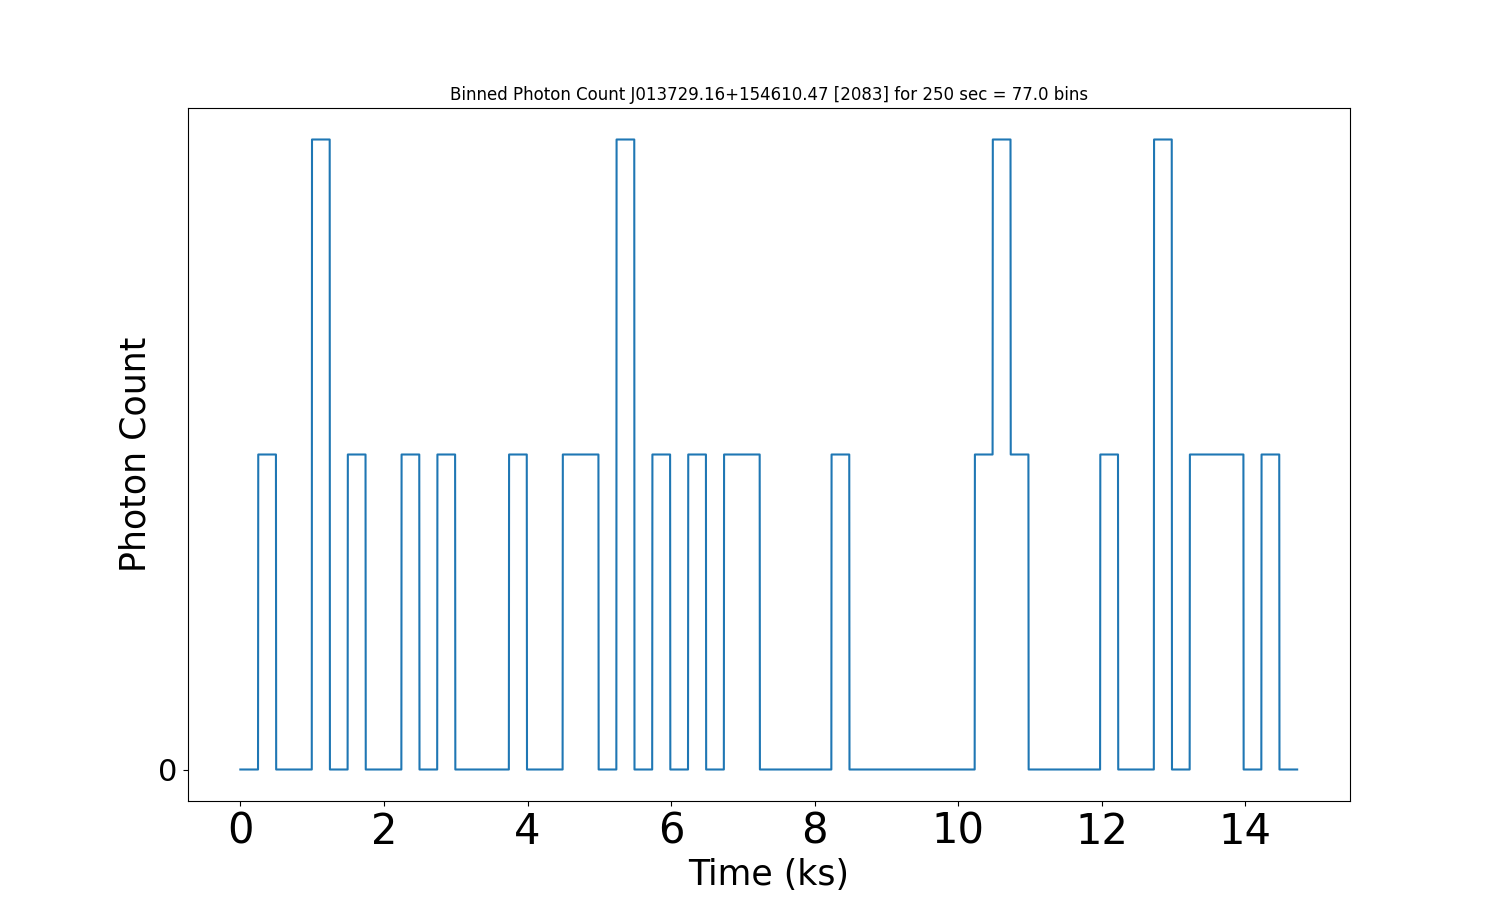 Binned Photon Count J013729.16+154610.47 [2083] for 250 sec = 77.0 bins
Photon Count
0
0 2 4 6 8 10 12 14
Time (ks)